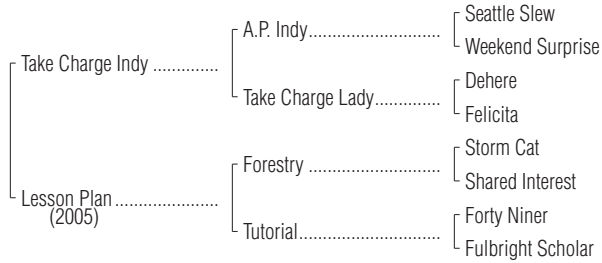 Seattle Slew
A.P. Indy
Weekend Surprise
Take Charge Indy
Dehere
Take Charge Lady
Felicita
Storm Cat
Forestry
Shared Interest
Lesson Plan
(2005)
Forty Niner
Tutorial
Fulbright Scholar